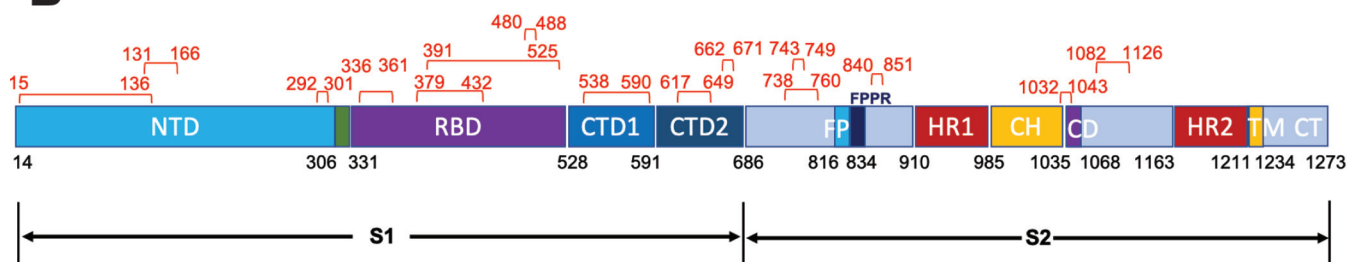 480 488
131 166 391 525 662 671 743 749 1082 1126
336 361 840 851
15 136 292 301 379 432 538 590 617 649 738 760 1032 1043
FPPR
NTD RBD CTD1 CTD2 FP HR1 CH CD HR2 TM CT
14 306 331 528 591 686 816 834 910 985 1035 1068 1163 1211 1234 1273
S1 S2